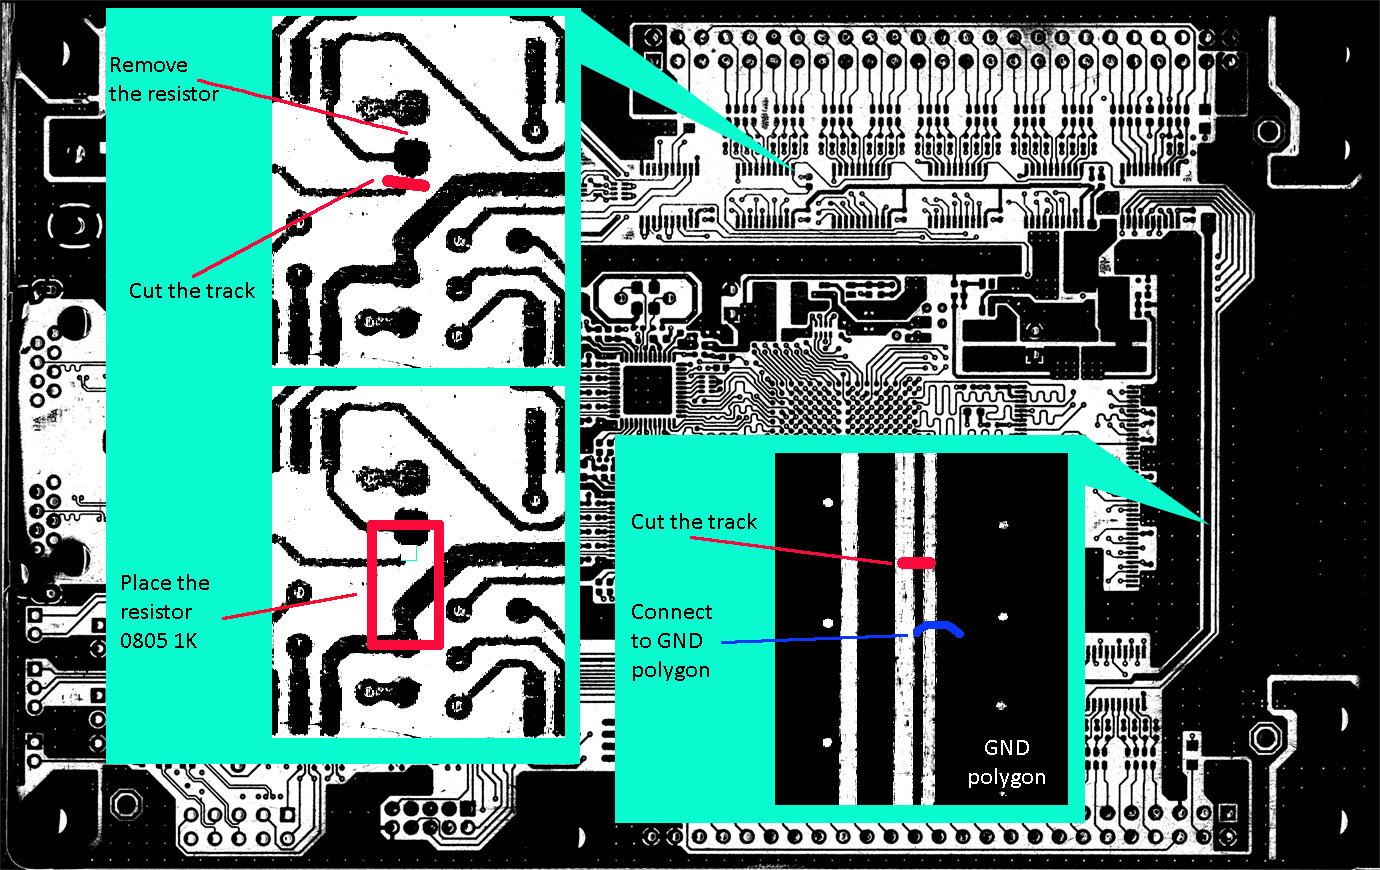 Remove
the resistor
Cut the track
Place the
resistor
0805 1K
Cut the track
Connect
to GND
polygon
GND
polygon